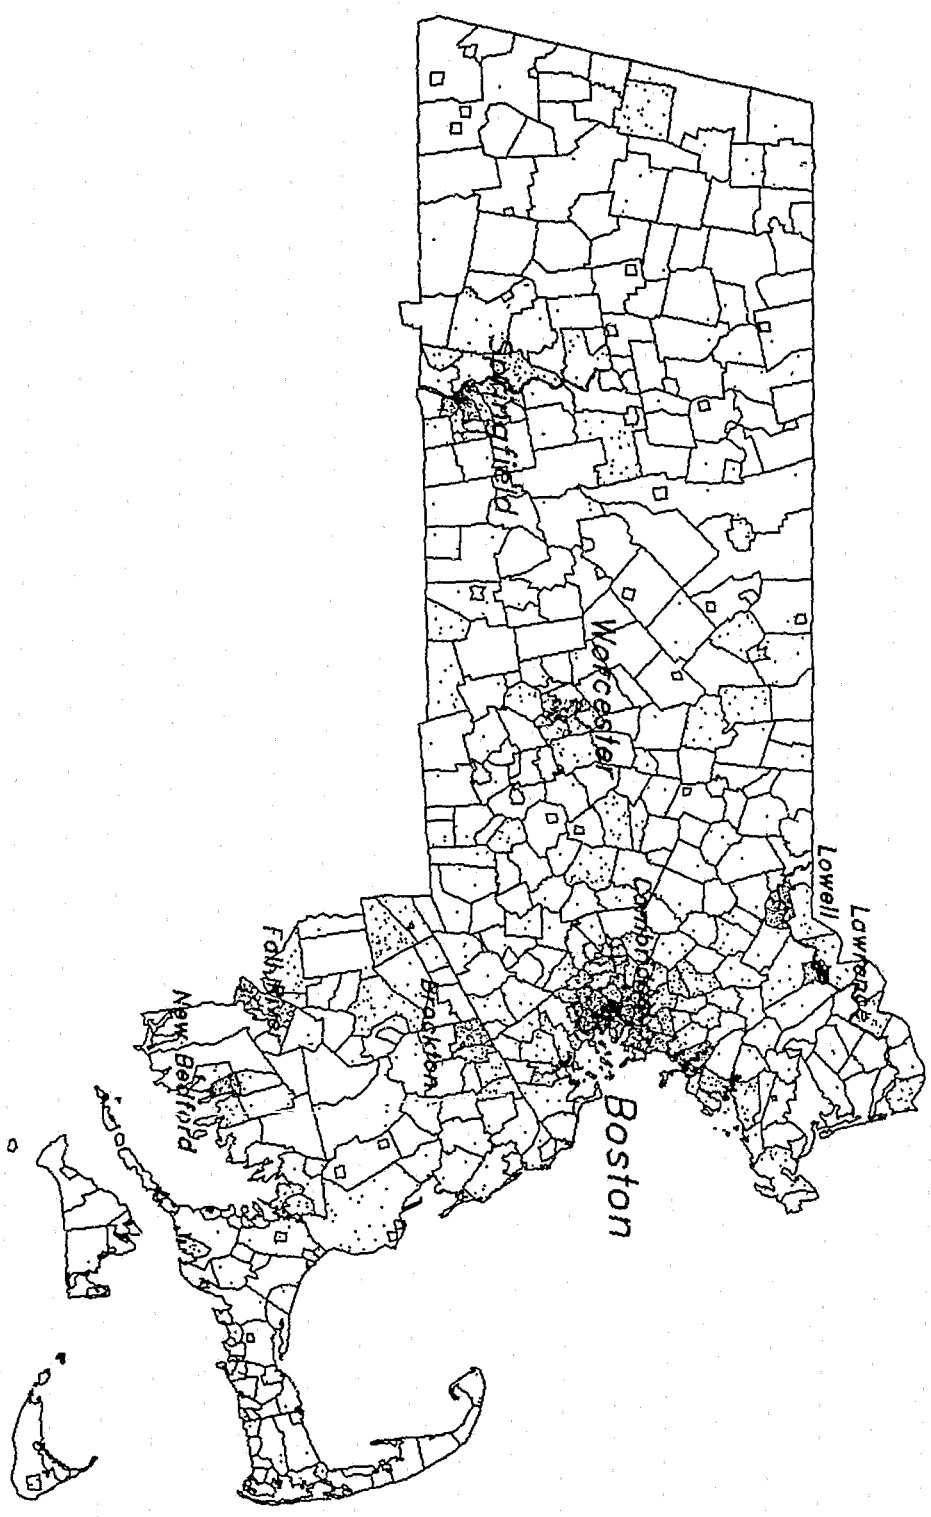 Springfield
Worcester
Lowell
Lawrence
Cambridge
Boston
Brockton
Fall River
New Bedford